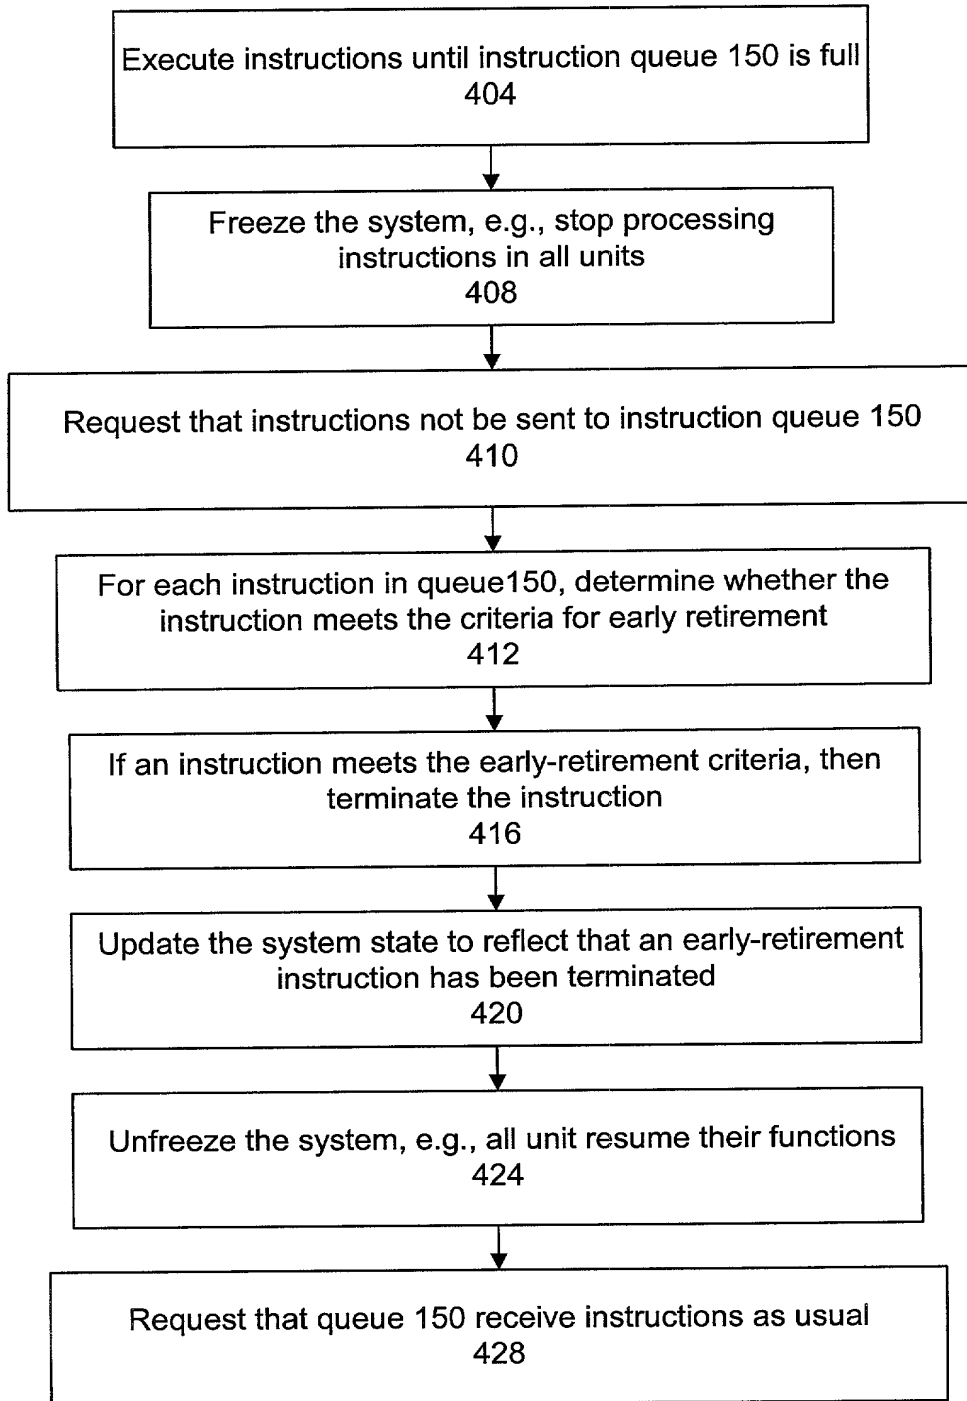 Execute instructions until instruction queue 150 is full
404
Freeze the system, e.g., stop processing
instructions in all units
408
Request that instructions not be sent to instruction queue 150
410
For each instruction in queue150, determine whether the
instruction meets the criteria for early retirement
412
If an instruction meets the early-retirement criteria, then
terminate the instruction
416
Update the system state to reflect that an early-retirement
instruction has been terminated
420
Unfreeze the system, e.g., all unit resume their functions
424
Request that queue 150 receive instructions as usual
428